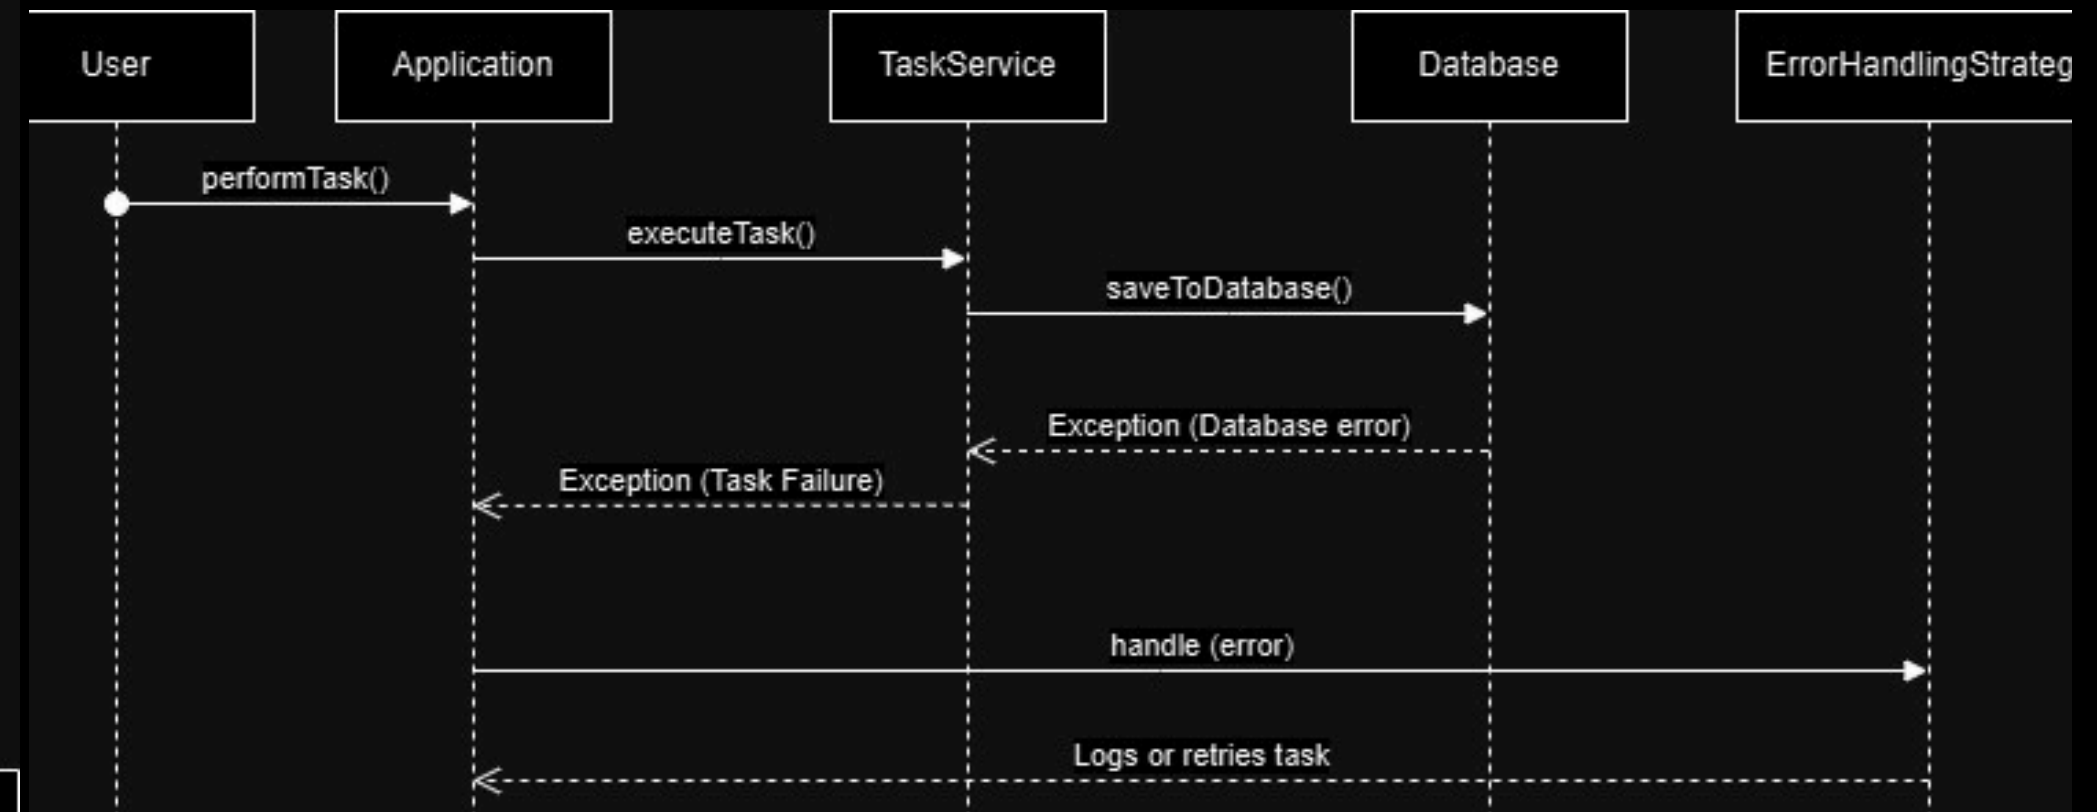 User
Application
TaskService
Database
ErrorHandlingStrateg
performTask()
executeTask()
saveToDatabase()
Exception (Database error)
Exception (Task Failure)
handle (error)
Logs or retries task